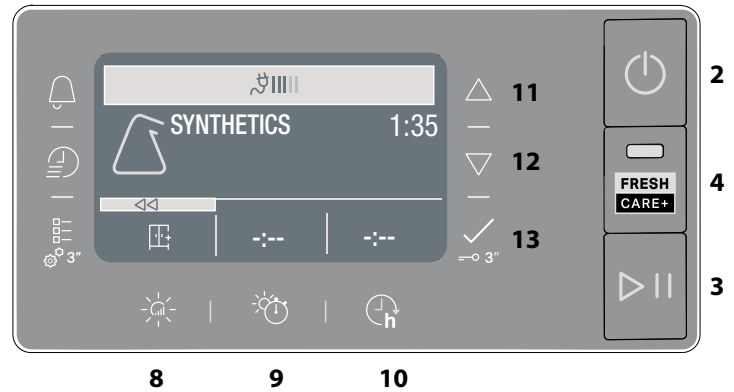 2
11
SYNTHETICS 1:35
12
FRESH
CARE+
4
-:-- -:--
3" 3" 13
3
h
8 9 10